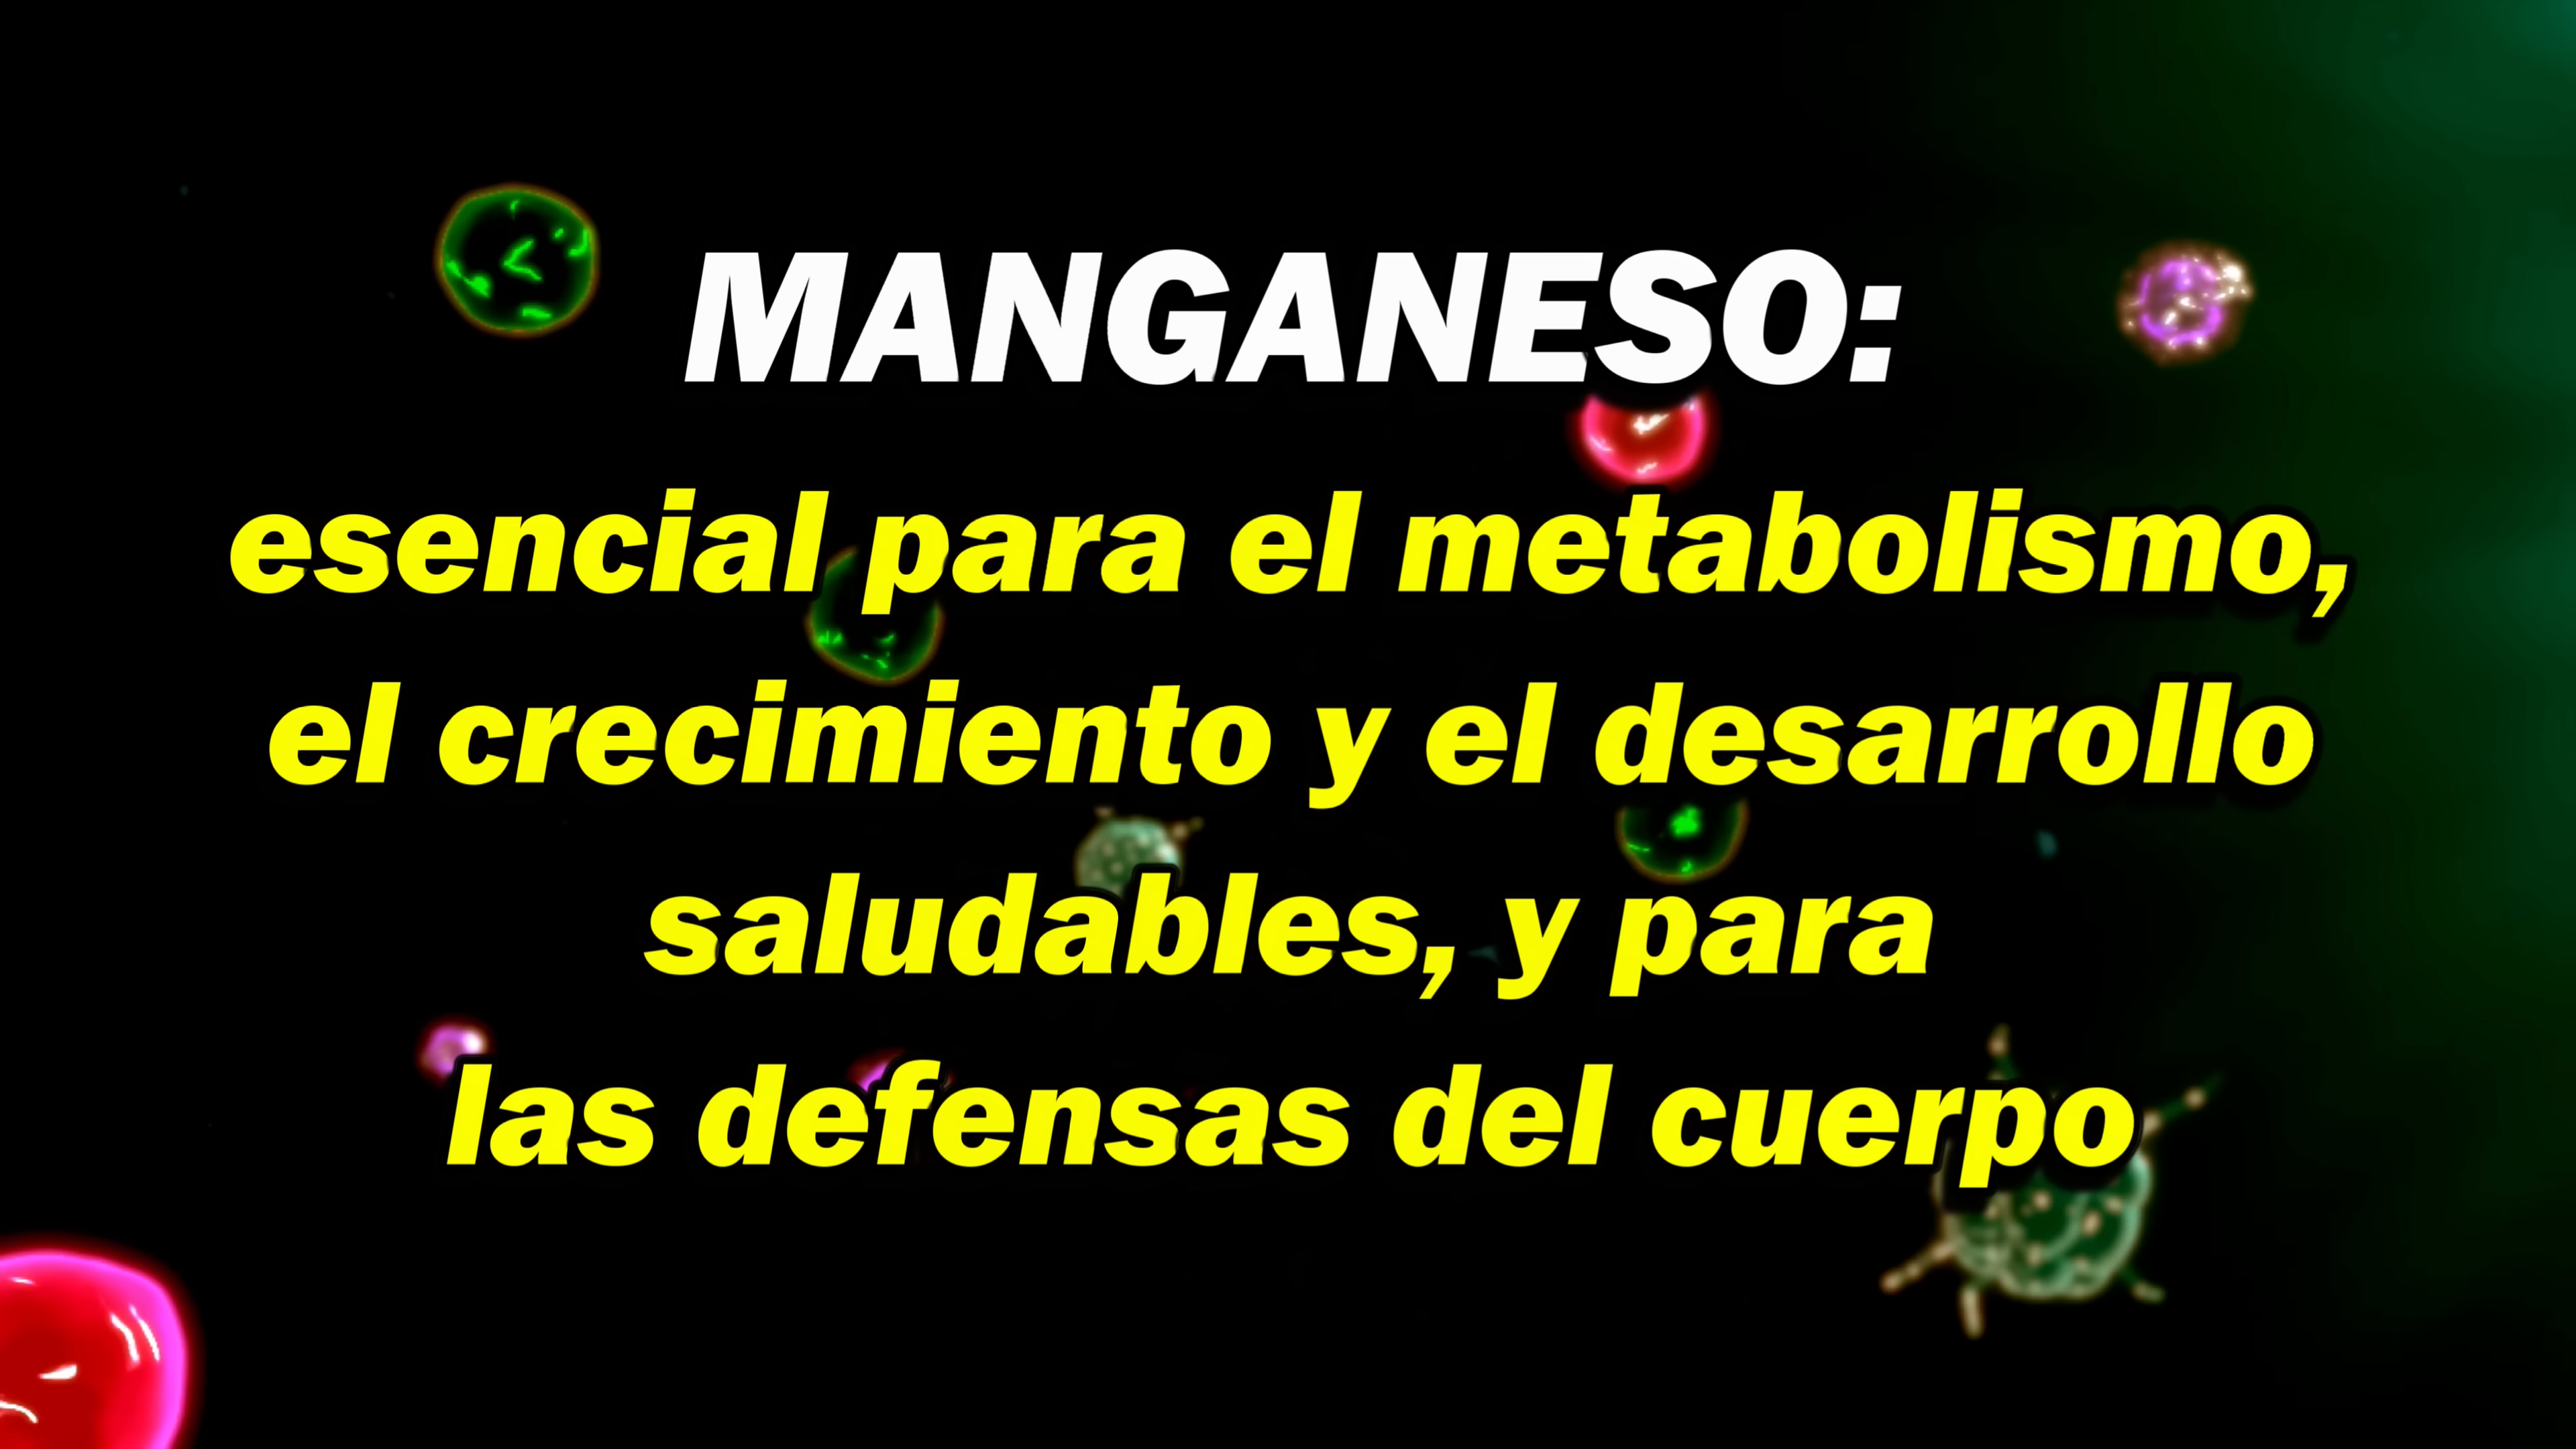 MANGANESO:
esencial para el metabolismo,
el crecimiento y el desarrollo
saludables, y para
las defensas del cuerpo